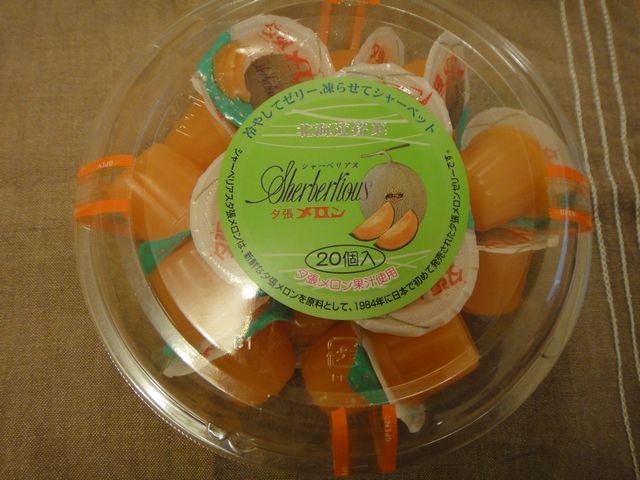 冷やしてゼリー、凍らせてシャーベット
北海道銘菓
シャーベリアス
Sherbertious
夕張メロン
20個入
夕張メロン果汁使用
シャーベリアス夕張メロンは、新鮮な夕張メロンを原料として、1984年に日本で初めて発売された夕張メロンゼリーです。
OPEN
OPEN